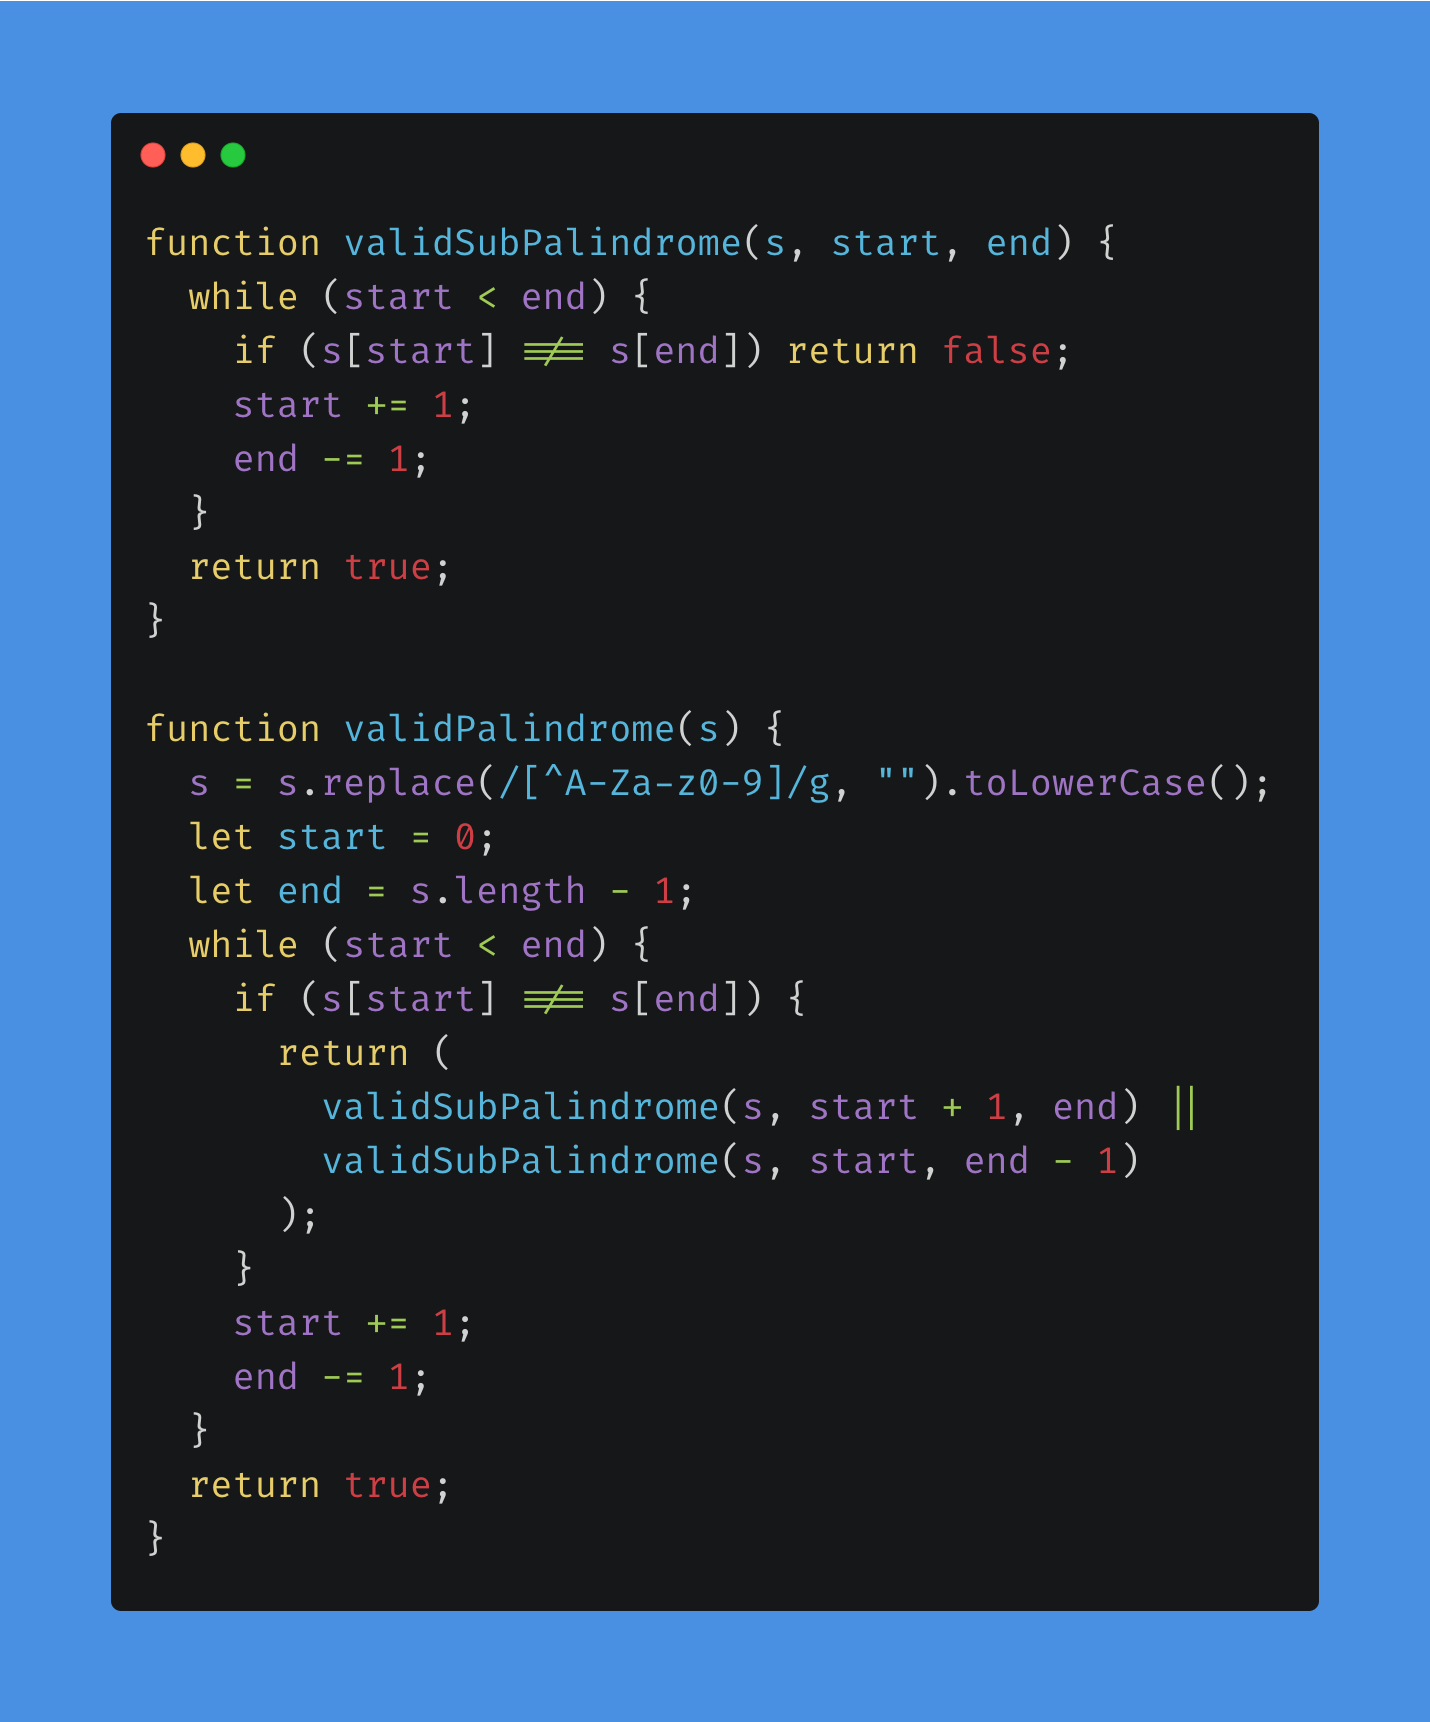 function validSubPalindrome(s, start, end) {
  while (start < end) {
    if (s[start] !== s[end]) return false;
    start += 1;
    end -= 1;
  }
  return true;
}

function validPalindrome(s) {
  s = s.replace(/[^A-Za-z0-9]/g, "").toLowerCase();
  let start = 0;
  let end = s.length - 1;
  while (start < end) {
    if (s[start] !== s[end]) {
      return (
        validSubPalindrome(s, start + 1, end) ||
        validSubPalindrome(s, start, end - 1)
      );
    }
    start += 1;
    end -= 1;
  }
  return true;
}